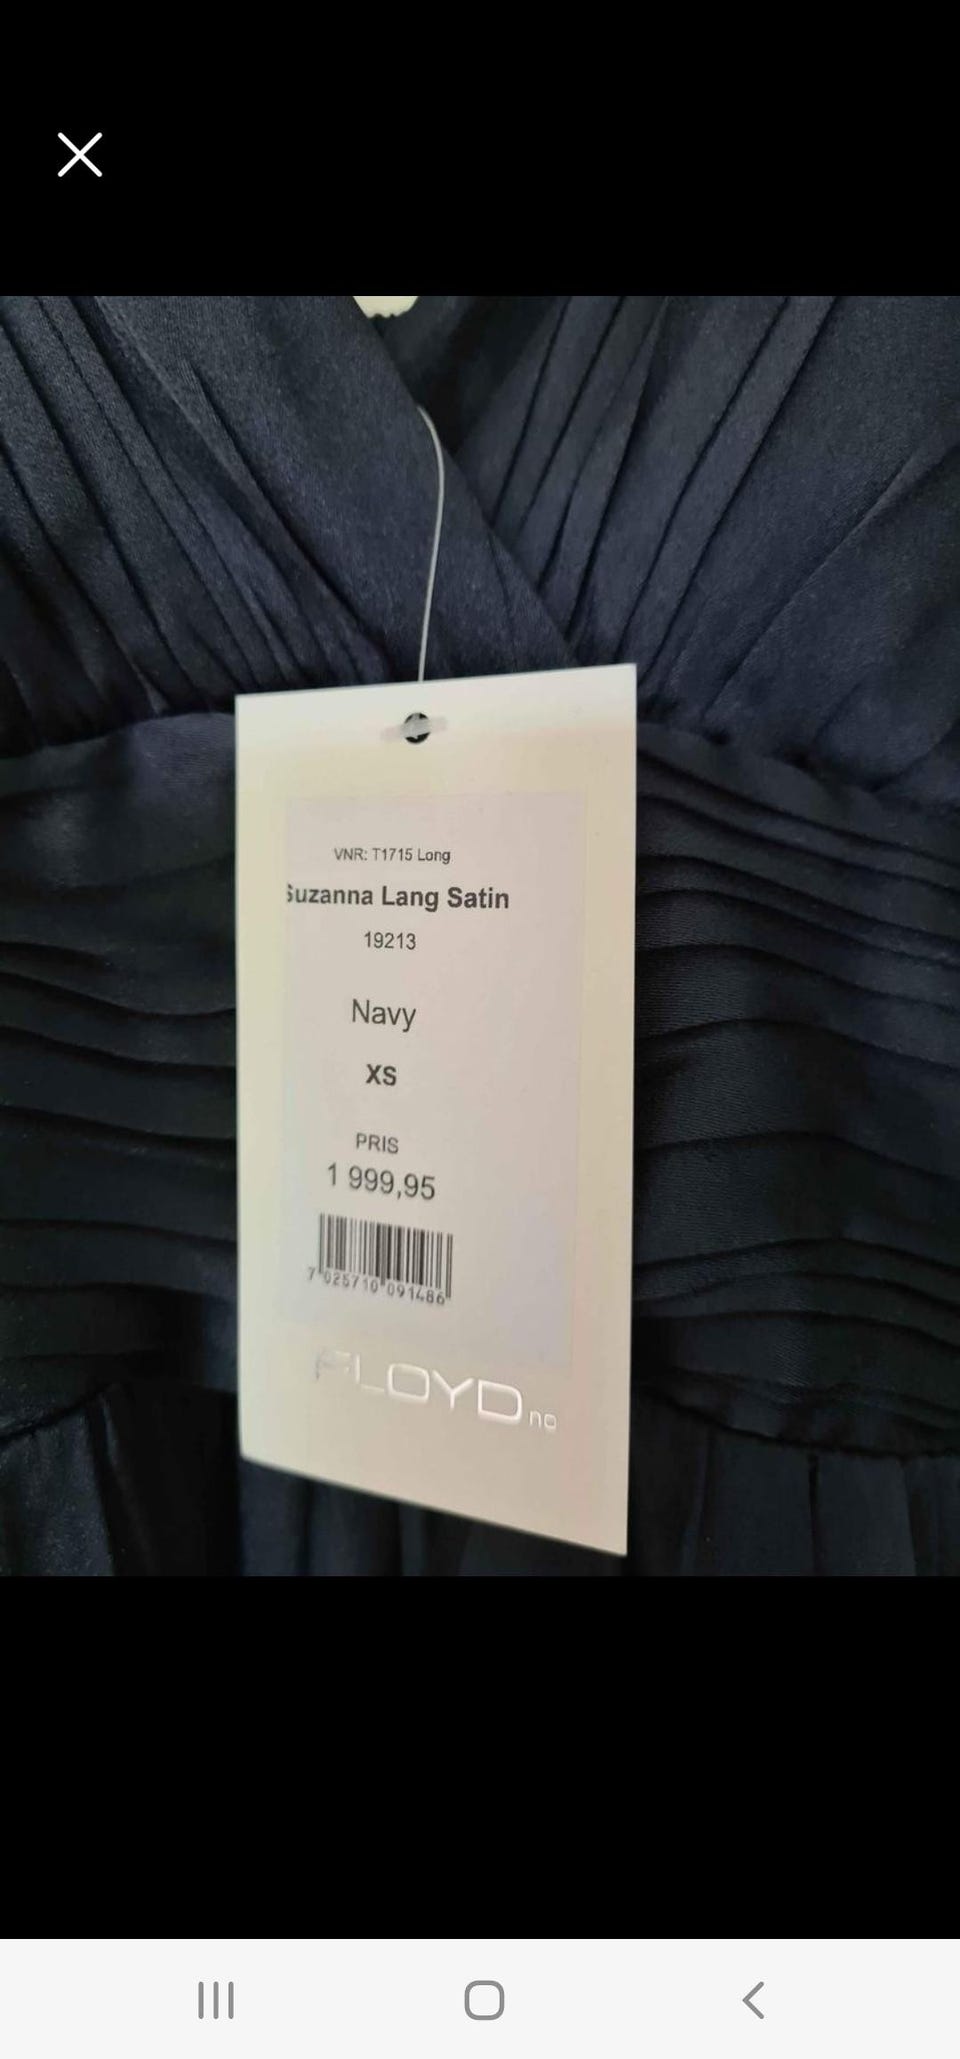 VNR: T1715 Long
Suzanna Lang Satin
19213
Navy
XS
PRIS
1 999,95
7 025710 091486
FLOYD no